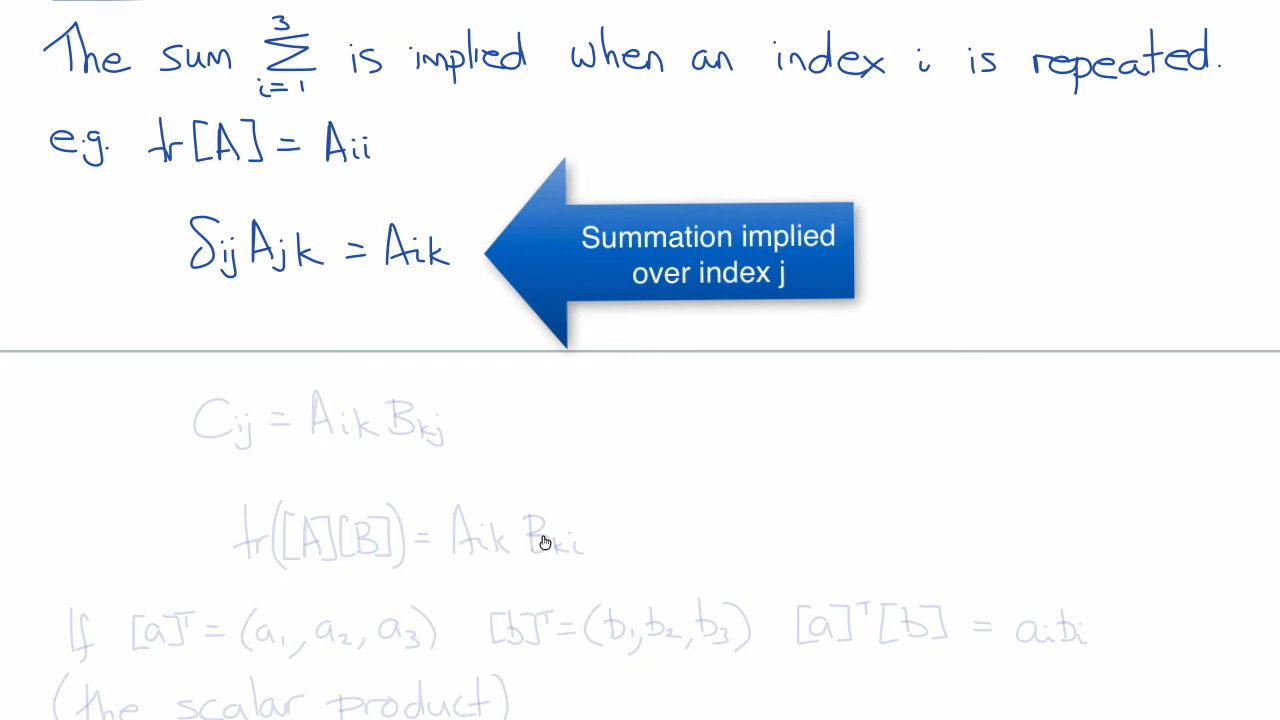 The sum ∑³ᵢ₌₁ is implied when an index i is repeated.
e.g. tr[A] = Aᵢᵢ
δᵢⱼ Aⱼₖ = Aᵢₖ
Summation implied
over index j
Cᵢⱼ = Aᵢₖ Bₖⱼ
tr([A][B]) = Aᵢₖ Bₖᵢ
If [a]ᵀ = (a₁, a₂, a₃) [b]ᵀ = (b₁, b₂, b₃) [a]ᵀ[b] = aᵢbᵢ
(the scalar product)